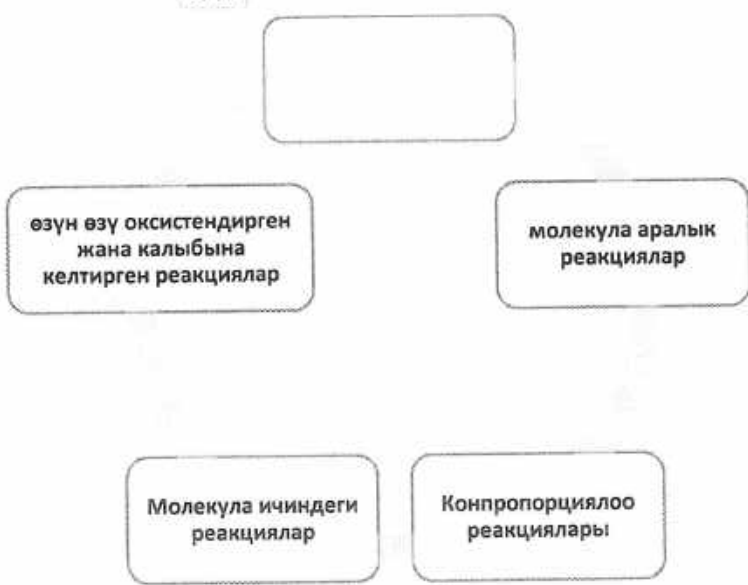 өзүн өзү оксистендирген
жана калыбына
келтирген реакциялар
молекула аралык
реакциялар
Молекула ичиндеги
реакциялар
Конпропорциялоо
реакциялары